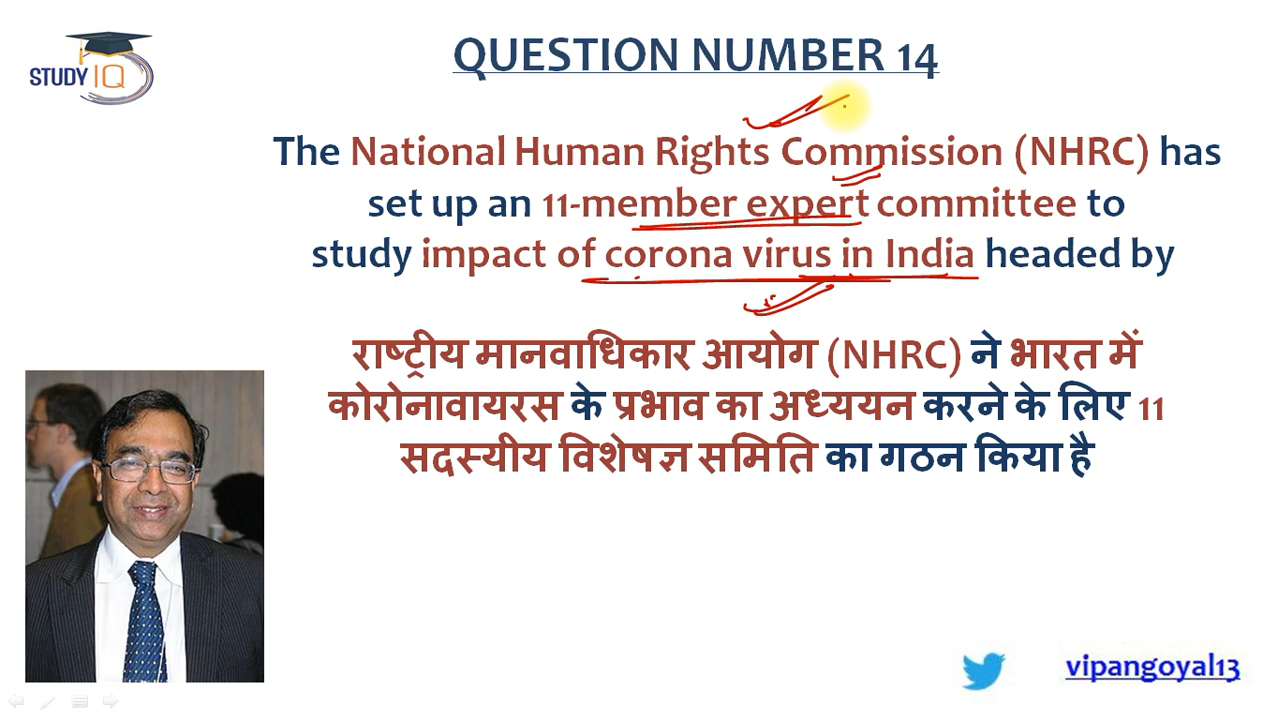 STUDY IQ
QUESTION NUMBER 14
The National Human Rights Commission (NHRC) has
set up an 11-member expert committee to
study impact of corona virus in India headed by
राष्ट्रीय मानवाधिकार आयोग (NHRC) ने भारत में
कोरोनावायरस के प्रभाव का अध्ययन करने के लिए 11
सदस्यीय विशेषज्ञ समिति का गठन किया है
vipangoyal13